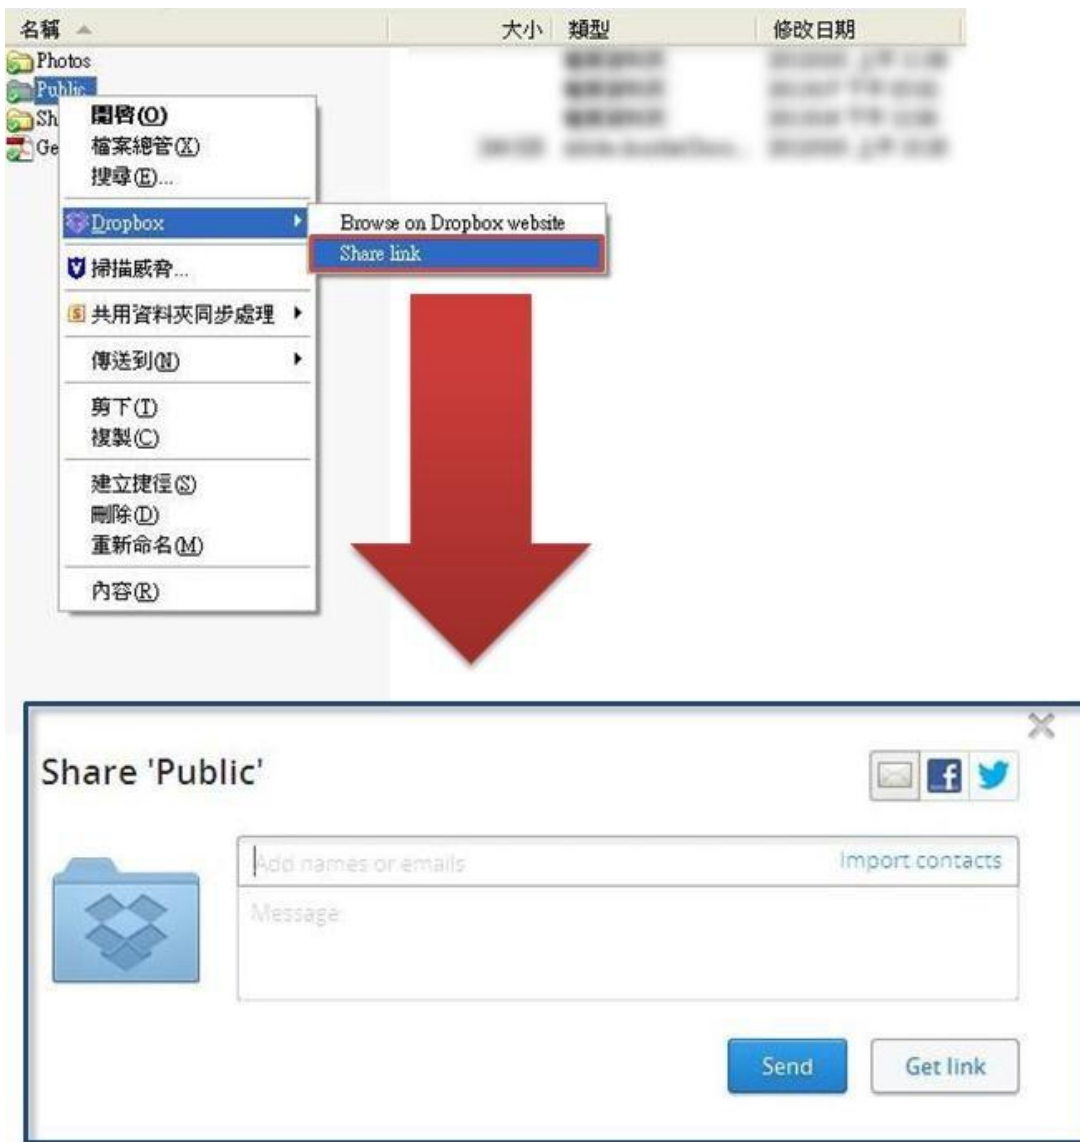 名稱 大小 類型 修改日期
Photos
Public
Sh
Ge
開啓(O)
檔案總管(X)
搜尋(E)...
Dropbox
Browse on Dropbox website
Share link
掃描威脅...
共用資料夾同步處理
傳送到(N)
剪下(T)
複製(C)
建立捷徑(S)
刪除(D)
重新命名(M)
內容(R)
Share 'Public'
Add names or emails Import contacts
Message
Send Get link